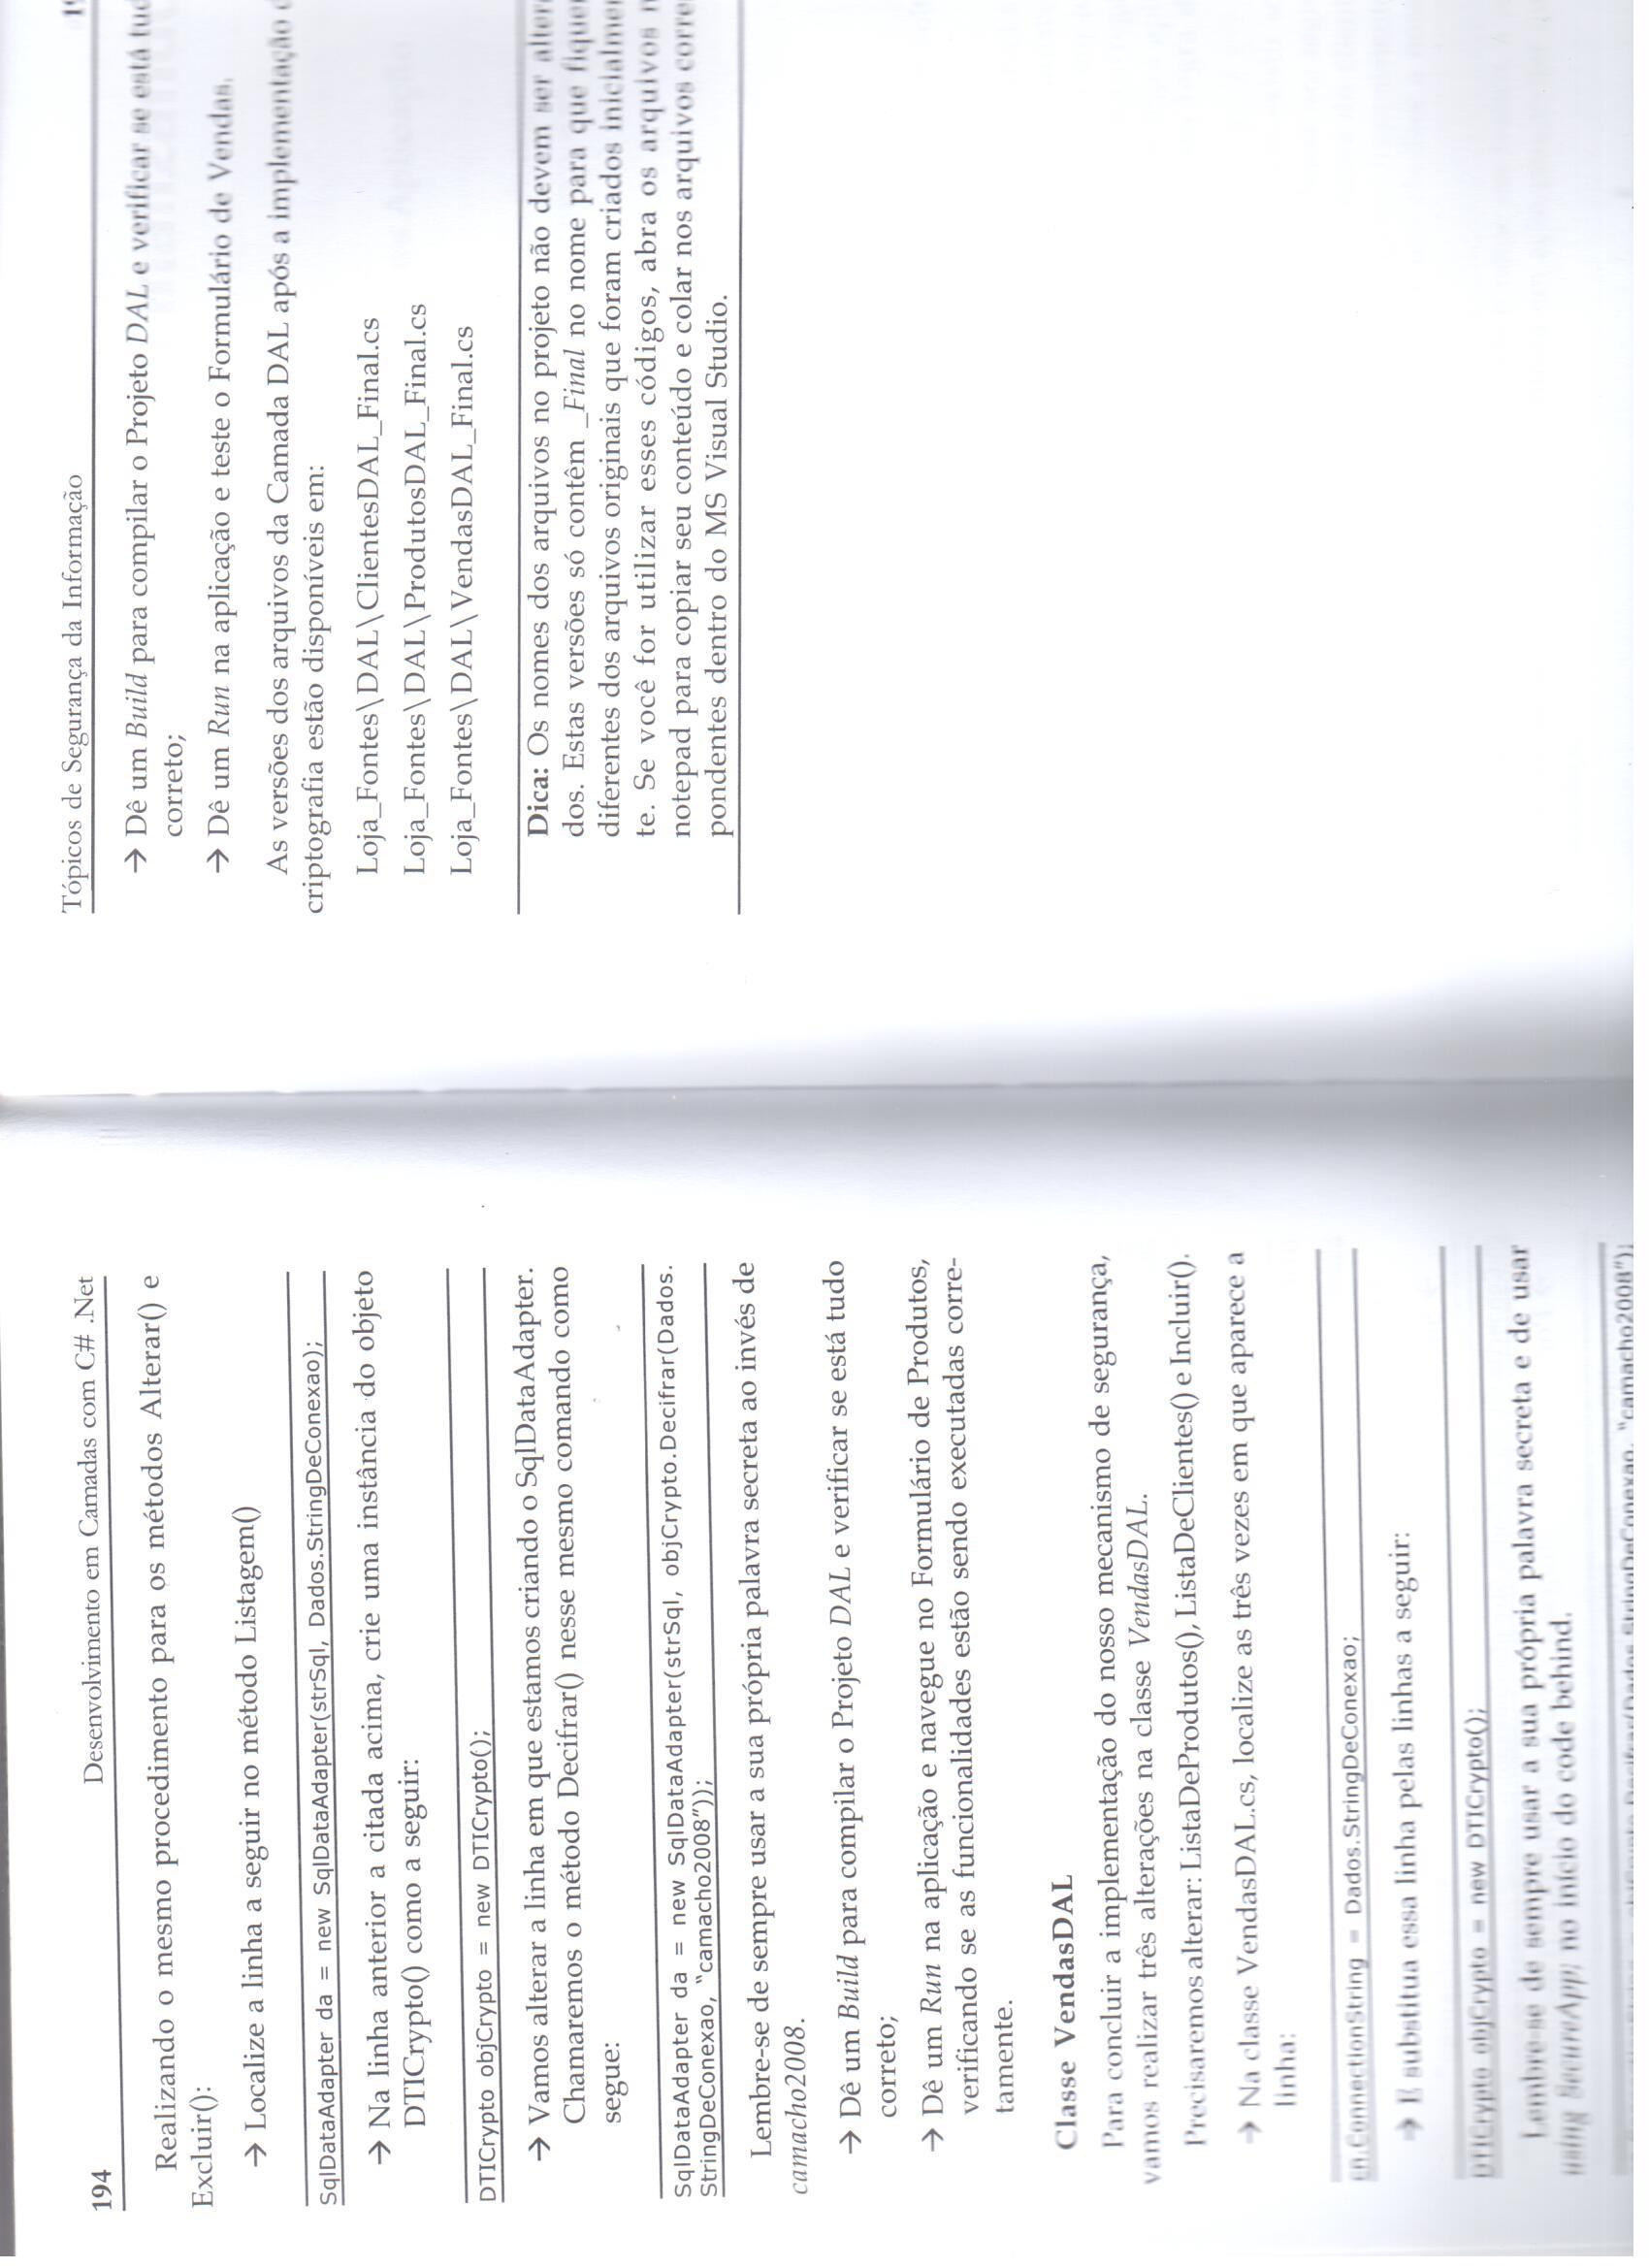 194
Desenvolvimento em Camadas com C# .Net
Realizando o mesmo procedimento para os métodos Alterar() e
Excluir():
→ Localize a linha a seguir no método Listagem()
SqlDataAdapter da = new SqlDataAdapter(strSql, Dados.StringDeConexao);
→ Na linha anterior a citada acima, crie uma instância do objeto
DTICrypto() como a seguir:
DTICrypto objCrypto = new DTICrypto();
→ Vamos alterar a linha em que estamos criando o SqlDataAdapter.
Chamaremos o método Decifrar() nesse mesmo comando como
segue:
SqlDataAdapter da = new SqlDataAdapter(strSql, objCrypto.Decifrar(Dados.
StringDeConexao, "camacho2008"));
Lembre-se de sempre usar a sua própria palavra secreta ao invés de
camacho2008.
→ Dê um Build para compilar o Projeto DAL e verificar se está tudo
correto;
→ Dê um Run na aplicação e navegue no Formulário de Produtos,
verificando se as funcionalidades estão sendo executadas corre-
tamente.
Classe VendasDAL
Para concluir a implementação do nosso mecanismo de segurança,
vamos realizar três alterações na classe VendasDAL.
Precisaremos alterar: ListaDeProdutos(), ListaDeClientes() e Incluir().
→ Na classe VendasDAL.cs, localize as três vezes em que aparece a
linha:
cn.ConnectionString = Dados.StringDeConexao;
→ E substitua essa linha pelas linhas a seguir:
DTICrypto objCrypto = new DTICrypto();
Lembre-se de sempre usar a sua própria palavra secreta e de usar
using SecureApp; no início do code behind.
objCrypto.Decifrar(Dados.StringDeConexao, "camacho2008");
Tópicos de Segurança da Informação
→ Dê um Build para compilar o Projeto DAL e verificar se está tud
correto;
→ Dê um Run na aplicação e teste o Formulário de Vendas.
As versões dos arquivos da Camada DAL após a implementação
criptografia estão disponíveis em:
Loja_Fontes\DAL\ClientesDAL_Final.cs
Loja_Fontes\DAL\ProdutosDAL_Final.cs
Loja_Fontes\DAL\VendasDAL_Final.cs
Dica: Os nomes dos arquivos no projeto não devem ser altera
dos. Estas versões só contêm _Final no nome para que fique
diferentes dos arquivos originais que foram criados inicialmen
te. Se você for utilizar esses códigos, abra os arquivos n
notepad para copiar seu conteúdo e colar nos arquivos corre
pondentes dentro do MS Visual Studio.